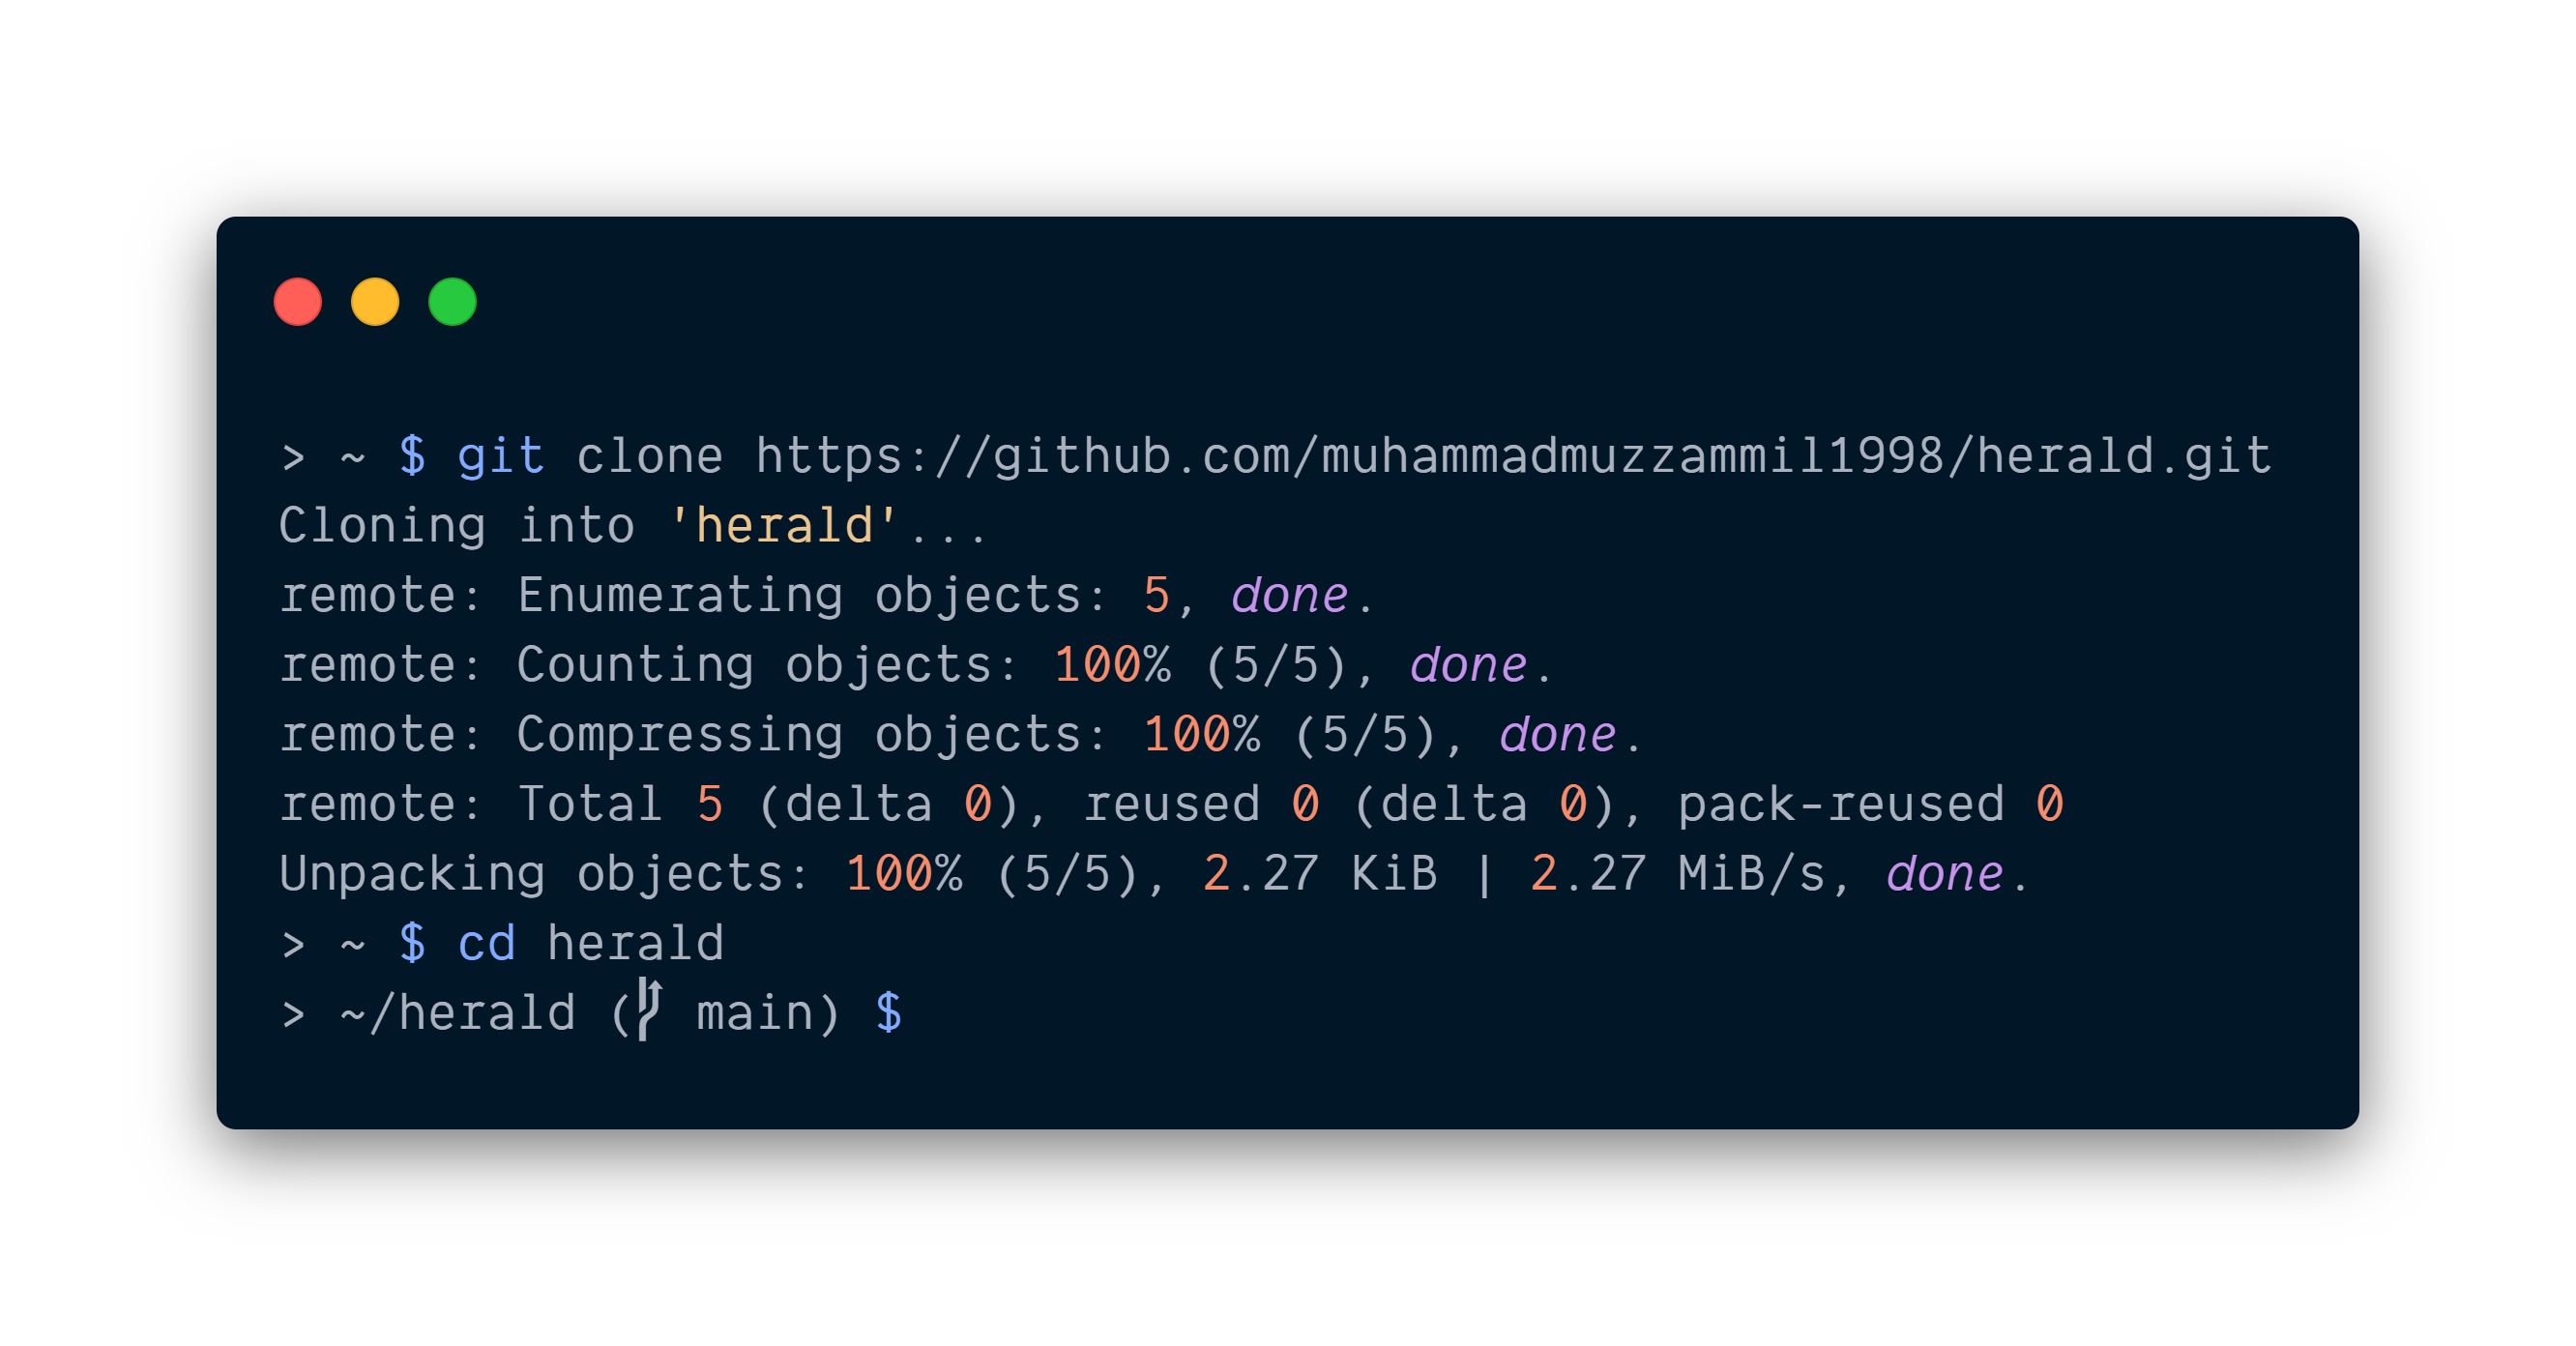 > ~ $ git clone https://github.com/muhammadmuzzammil1998/herald.git
Cloning into 'herald'...
remote: Enumerating objects: 5, done.
remote: Counting objects: 100% (5/5), done.
remote: Compressing objects: 100% (5/5), done.
remote: Total 5 (delta 0), reused 0 (delta 0), pack-reused 0
Unpacking objects: 100% (5/5), 2.27 KiB | 2.27 MiB/s, done.
> ~ $ cd herald
> ~/herald ( main) $